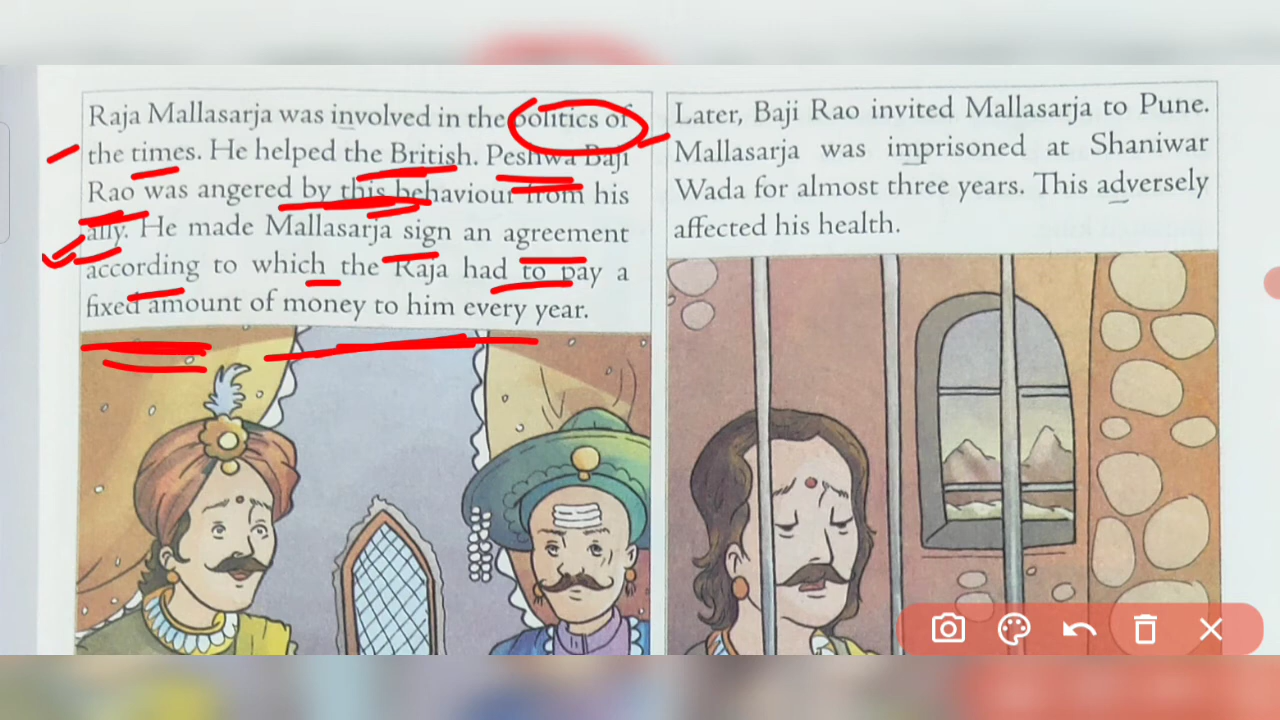 Raja Mallasarja was involved in the politics of
the times. He helped the British. Peshwa Baji
Rao was angered by this behaviour from his
ally. He made Mallasarja sign an agreement
according to which the Raja had to pay a
fixed amount of money to him every year.
Later, Baji Rao invited Mallasarja to Pune.
Mallasarja was imprisoned at Shaniwar
Wada for almost three years. This adversely
affected his health.